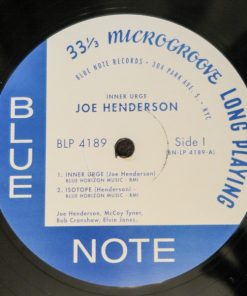 33 1/3 MICROGROOVE LONG PLAYING
BLUE NOTE RECORDS · 304 PARK AVE. S. · NYC
INNER URGE
JOE HENDERSON
BLP 4189
Side I
(BN-LP 4189-A)
1. INNER URGE (Joe Henderson)
BLUE HORIZON MUSIC - BMI
2. ISOTOPE (Henderson)
BLUE HORIZON MUSIC - BMI
Joe Henderson, McCoy Tyner,
Bob Cranshaw, Elvin Jones.
BLUE
NOTE